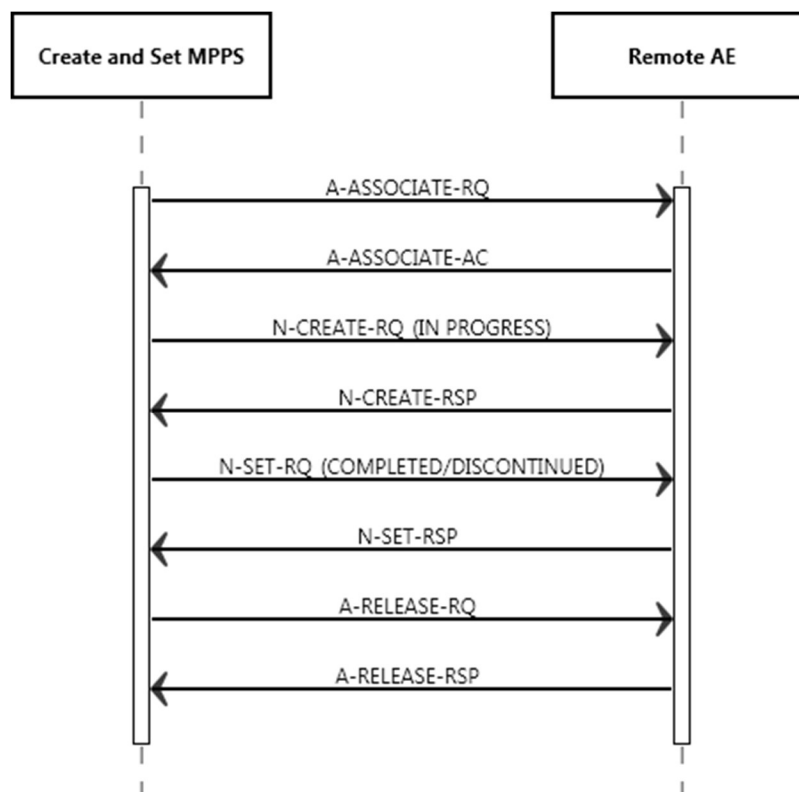 Create and Set MPPS
Remote AE
A-ASSOCIATE-RQ
A-ASSOCIATE-AC
N-CREATE-RQ (IN PROGRESS)
N-CREATE-RSP
N-SET-RQ (COMPLETED/DISCONTINUED)
N-SET-RSP
A-RELEASE-RQ
A-RELEASE-RSP